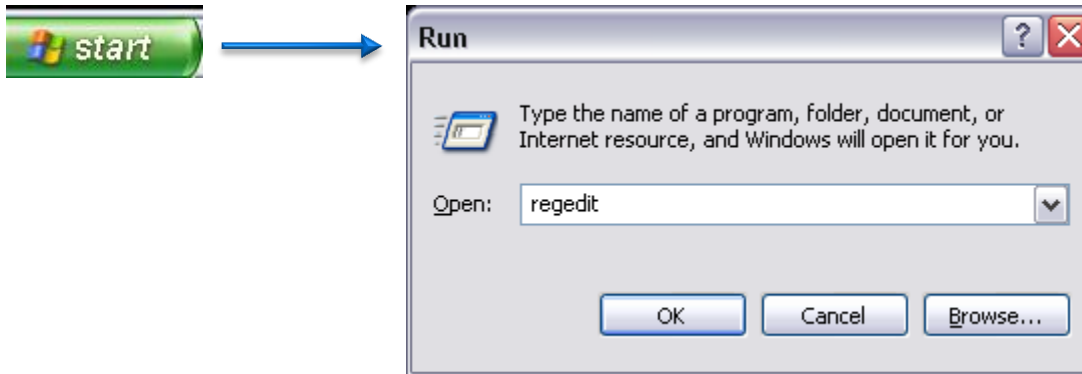 start
Run
?
Type the name of a program, folder, document, or
Internet resource, and Windows will open it for you.
Open: regedit
OK Cancel Browse...